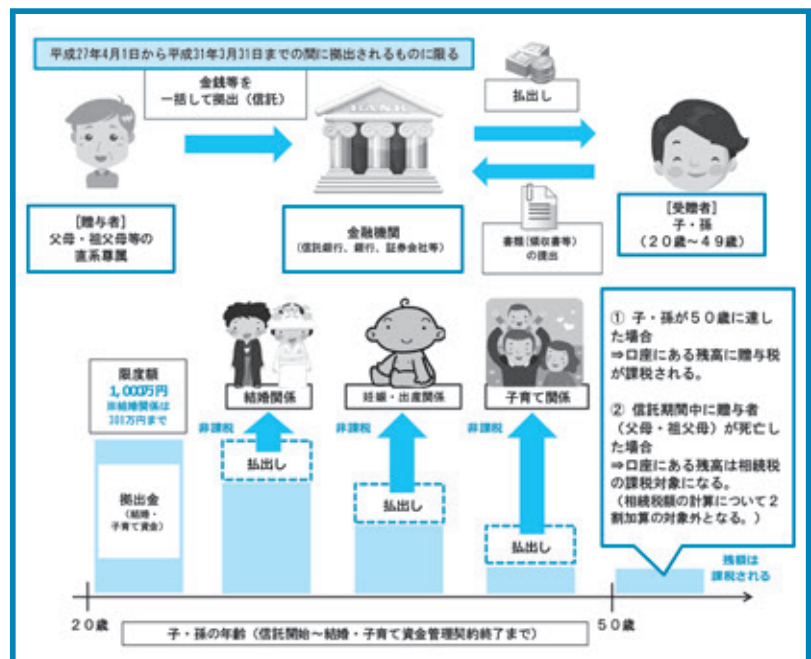 平成27年4月1日から平成31年3月31日までの間に拠出されるものに限る
金銭等を
一括して拠出（信託）
払出し
BANK
[贈与者]
父母・祖父母等の
直系尊属
金融機関
(信託銀行、銀行、証券会社等)
書類(領収書等)
の提出
[受贈者]
子・孫
(20歳～49歳)
限度額
1,000万円
※結婚関係は
300万円まで
結婚関係
妊娠・出産関係
子育て関係
非課税
非課税
非課税
払出し
払出し
払出し
拠出金
(結婚・
子育て資金)
① 子・孫が５０歳に達し
た場合
⇒口座にある残高に贈与税
が課税される。
② 信託期間中に贈与者
（父母・祖父母）が死亡し
た場合
⇒口座にある残高は相続税
の課税対象になる。
（相続税額の計算について２
割加算の対象外となる。）
残額は
課税される
20歳
50歳
子・孫の年齢（信託開始～結婚・子育て資金管理契約終了まで）